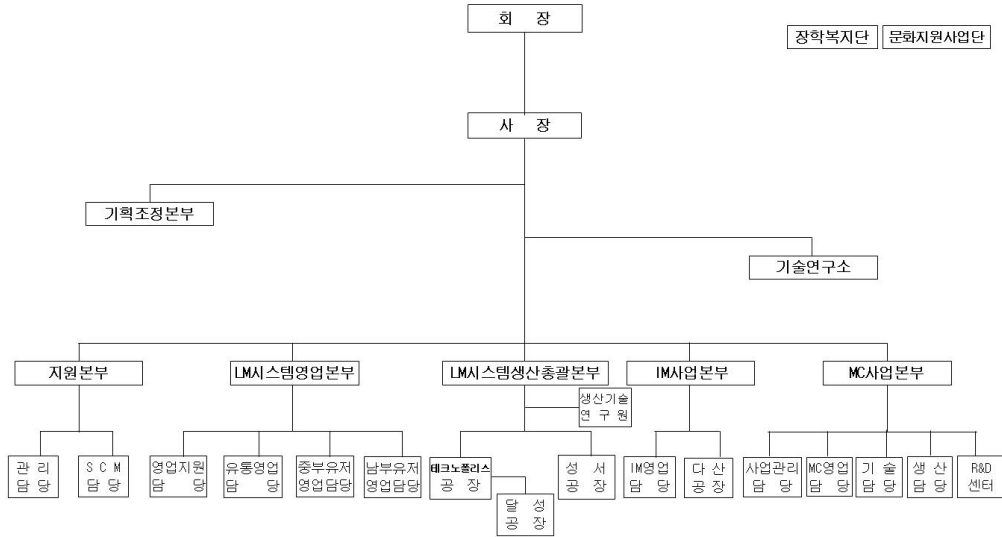 회 장
장학복지단 문화지원사업단
사 장
기획조정본부
기술연구소
지원본부 LM시스템영업본부 LM시스템생산총괄본부 IM사업본부 MC사업본부
생산기술
연 구 원
관 리
담 당
S C M
담 당
영업지원
담 당
유통영업
담 당
중부유저
영업담당
남부유저
영업담당
테크노폴리스
공 장
달 성
공 장
성 서
공 장
IM영업
담 당
다 산
공 장
사업관리
담 당
MC영업
담 당
기 술
담 당
생 산
담 당
R&D
센터